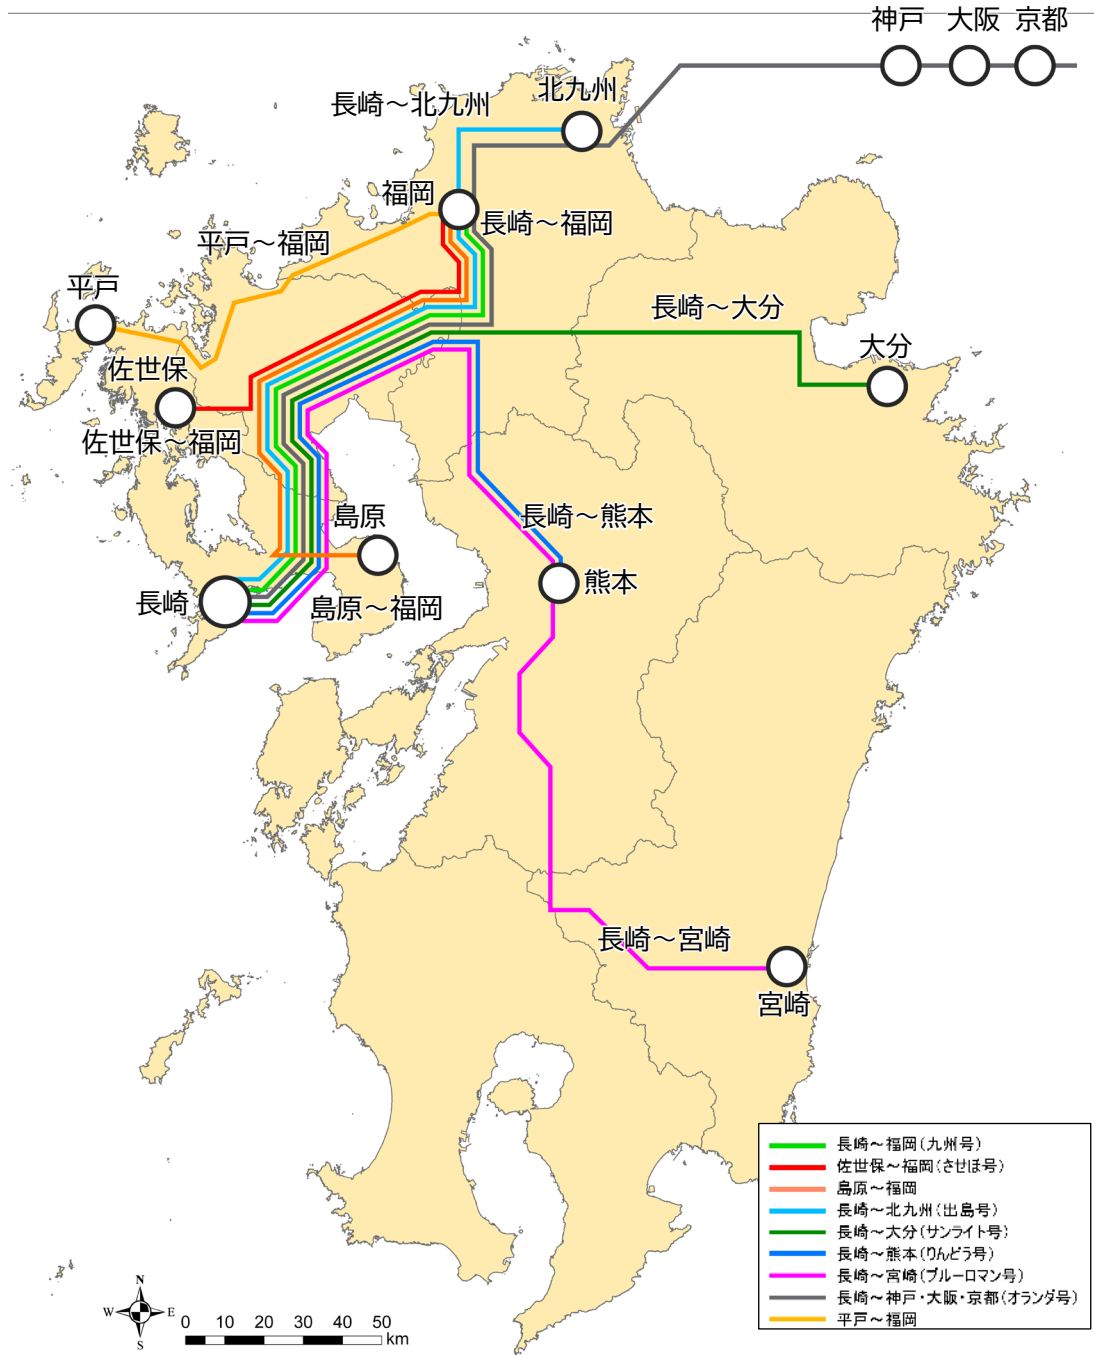 神戸 大阪 京都
北九州
長崎～北九州
福岡
長崎～福岡
平戸～福岡
平戸
長崎～大分
大分
佐世保
佐世保～福岡
島原
長崎～熊本
熊本
長崎
島原～福岡
長崎～宮崎
宮崎
長崎～福岡(九州号)
佐世保～福岡(させぼ号)
島原～福岡
長崎～北九州(出島号)
長崎～大分(サンライト号)
長崎～熊本(りんどう号)
長崎～宮崎(ブルーロマン号)
長崎～神戸・大阪・京都(オランダ号)
平戸～福岡
N
W E
S
0 10 20 30 40 50
km